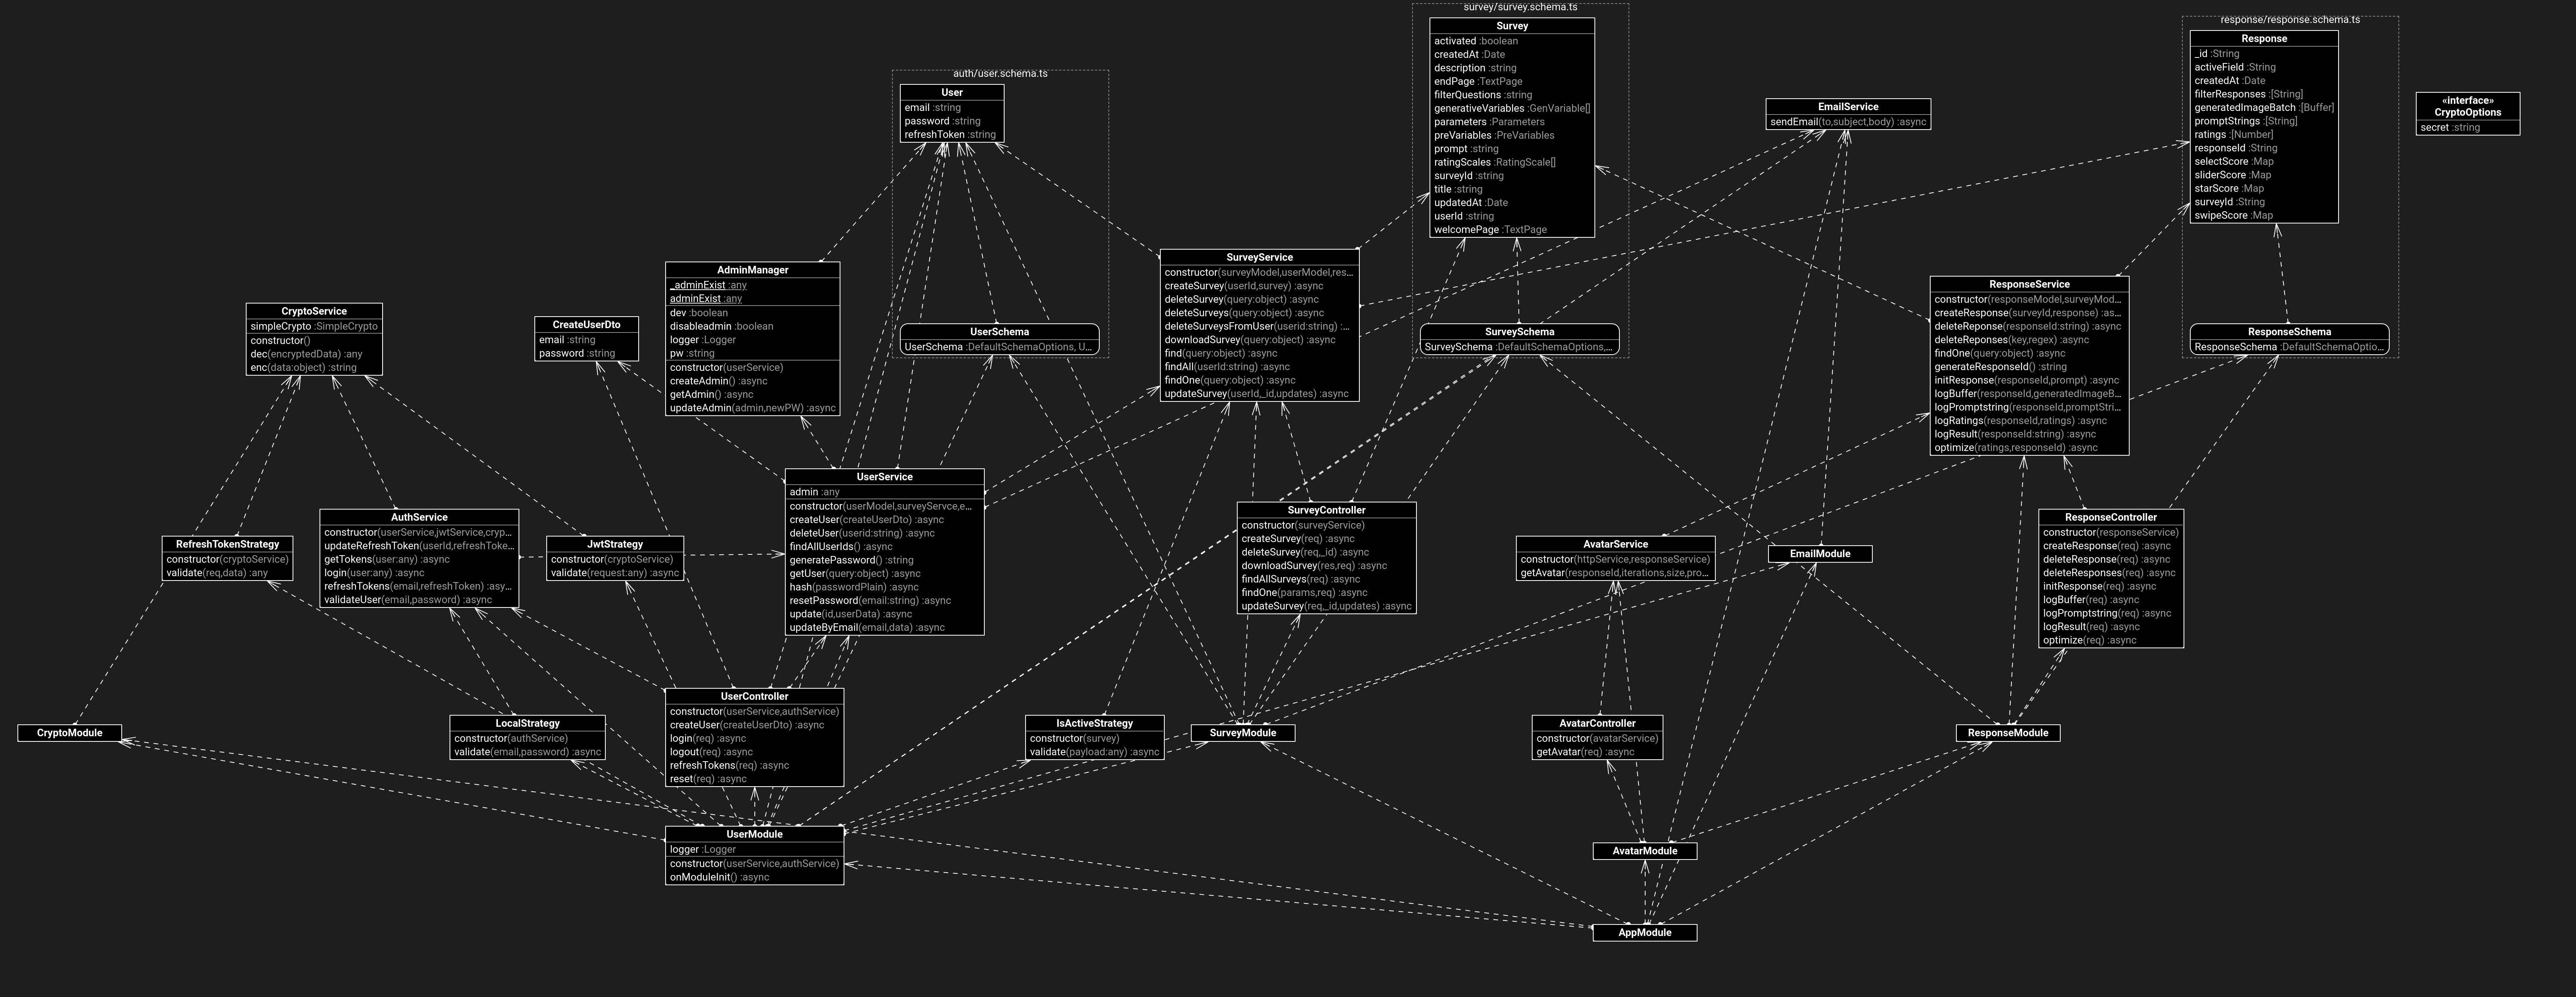 survey/survey.schema.ts
Survey
activated :boolean
createdAt :Date
description :string
endPage :TextPage
filterQuestions :string
generativeVariables :GenVariable[]
parameters :Parameters
preVariables :PreVariables
prompt :string
ratingScales :RatingScale[]
surveyId :string
title :string
updatedAt :Date
userId :string
welcomePage :TextPage
SurveySchema
SurveySchema :DefaultSchemaOptions,...
response/response.schema.ts
Response
_id :String
activeField :String
createdAt :Date
filterResponses :[String]
generatedImageBatch :[Buffer]
promptStrings :[String]
ratings :[Number]
responseId :String
selectScore :Map
sliderScore :Map
starScore :Map
surveyId :String
swipeScore :Map
ResponseSchema
ResponseSchema :DefaultSchemaOptio...
«interface»
CryptoOptions
secret :string
auth/user.schema.ts
User
email :string
password :string
refreshToken :string
UserSchema
UserSchema :DefaultSchemaOptions, U...
EmailService
sendEmail(to,subject,body) :async
SurveyService
constructor(surveyModel,userModel,res...
createSurvey(userId,survey) :async
deleteSurvey(query:object) :async
deleteSurveys(query:object) :async
deleteSurveysFromUser(userid:string) :...
downloadSurvey(query:object) :async
find(query:object) :async
findAll(userId:string) :async
findOne(query:object) :async
updateSurvey(userId,_id,updates) :async
AdminManager
_adminExist :any
adminExist :any
dev :boolean
disableadmin :boolean
logger :Logger
pw :string
constructor(userService)
createAdmin() :async
getAdmin() :async
updateAdmin(admin,newPW) :async
ResponseService
constructor(responseModel,surveyMod...
createResponse(surveyId,response) :as...
deleteReponse(responseId:string) :async
deleteReponses(key,regex) :async
findOne(query:object) :async
generateResponseId() :string
initResponse(responseId,prompt) :async
logBuffer(responseId,generatedImageB...
logPromptstring(responseId,promptStri...
logRatings(responseId,ratings) :async
logResult(responseId:string) :async
optimize(ratings,responseId) :async
CryptoService
simpleCrypto :SimpleCrypto
constructor()
dec(encryptedData) :any
enc(data:object) :string
CreateUserDto
email :string
password :string
UserService
admin :any
constructor(userModel,surveyServce,e...
createUser(createUserDto) :async
deleteUser(userid:string) :async
findAllUserIds() :async
generatePassword() :string
getUser(query:object) :async
hash(passwordPlain) :async
resetPassword(email:string) :async
update(id,userData) :async
updateByEmail(email,data) :async
SurveyController
constructor(surveyService)
createSurvey(req) :async
deleteSurvey(req,_id) :async
downloadSurvey(res,req) :async
findAllSurveys(req) :async
findOne(params,req) :async
updateSurvey(req,_id,updates) :async
AuthService
constructor(userService,jwtService,cryp...
updateRefreshToken(userId,refreshToke...
getTokens(user:any) :async
login(user:any) :async
refreshTokens(email,refreshToken) :asy...
validateUser(email,password) :async
ResponseController
constructor(responseService)
createResponse(req) :async
deleteResponse(req) :async
deleteResponses(req) :async
initResponse(req) :async
logBuffer(req) :async
logPromptstring(req) :async
logResult(req) :async
optimize(req) :async
RefreshTokenStrategy
constructor(cryptoService)
validate(req,data) :any
JwtStrategy
constructor(cryptoService)
validate(request:any) :async
AvatarService
constructor(httpService,responseService)
getAvatar(responseId,iterations,size,pro...
EmailModule
UserController
constructor(userService,authService)
createUser(createUserDto) :async
login(req) :async
logout(req) :async
refreshTokens(req) :async
reset(req) :async
CryptoModule
LocalStrategy
constructor(authService)
validate(email,password) :async
IsActiveStrategy
constructor(survey)
validate(payload:any) :async
SurveyModule
AvatarController
constructor(avatarService)
getAvatar(req) :async
ResponseModule
UserModule
logger :Logger
constructor(userService,authService)
onModuleInit() :async
AvatarModule
AppModule